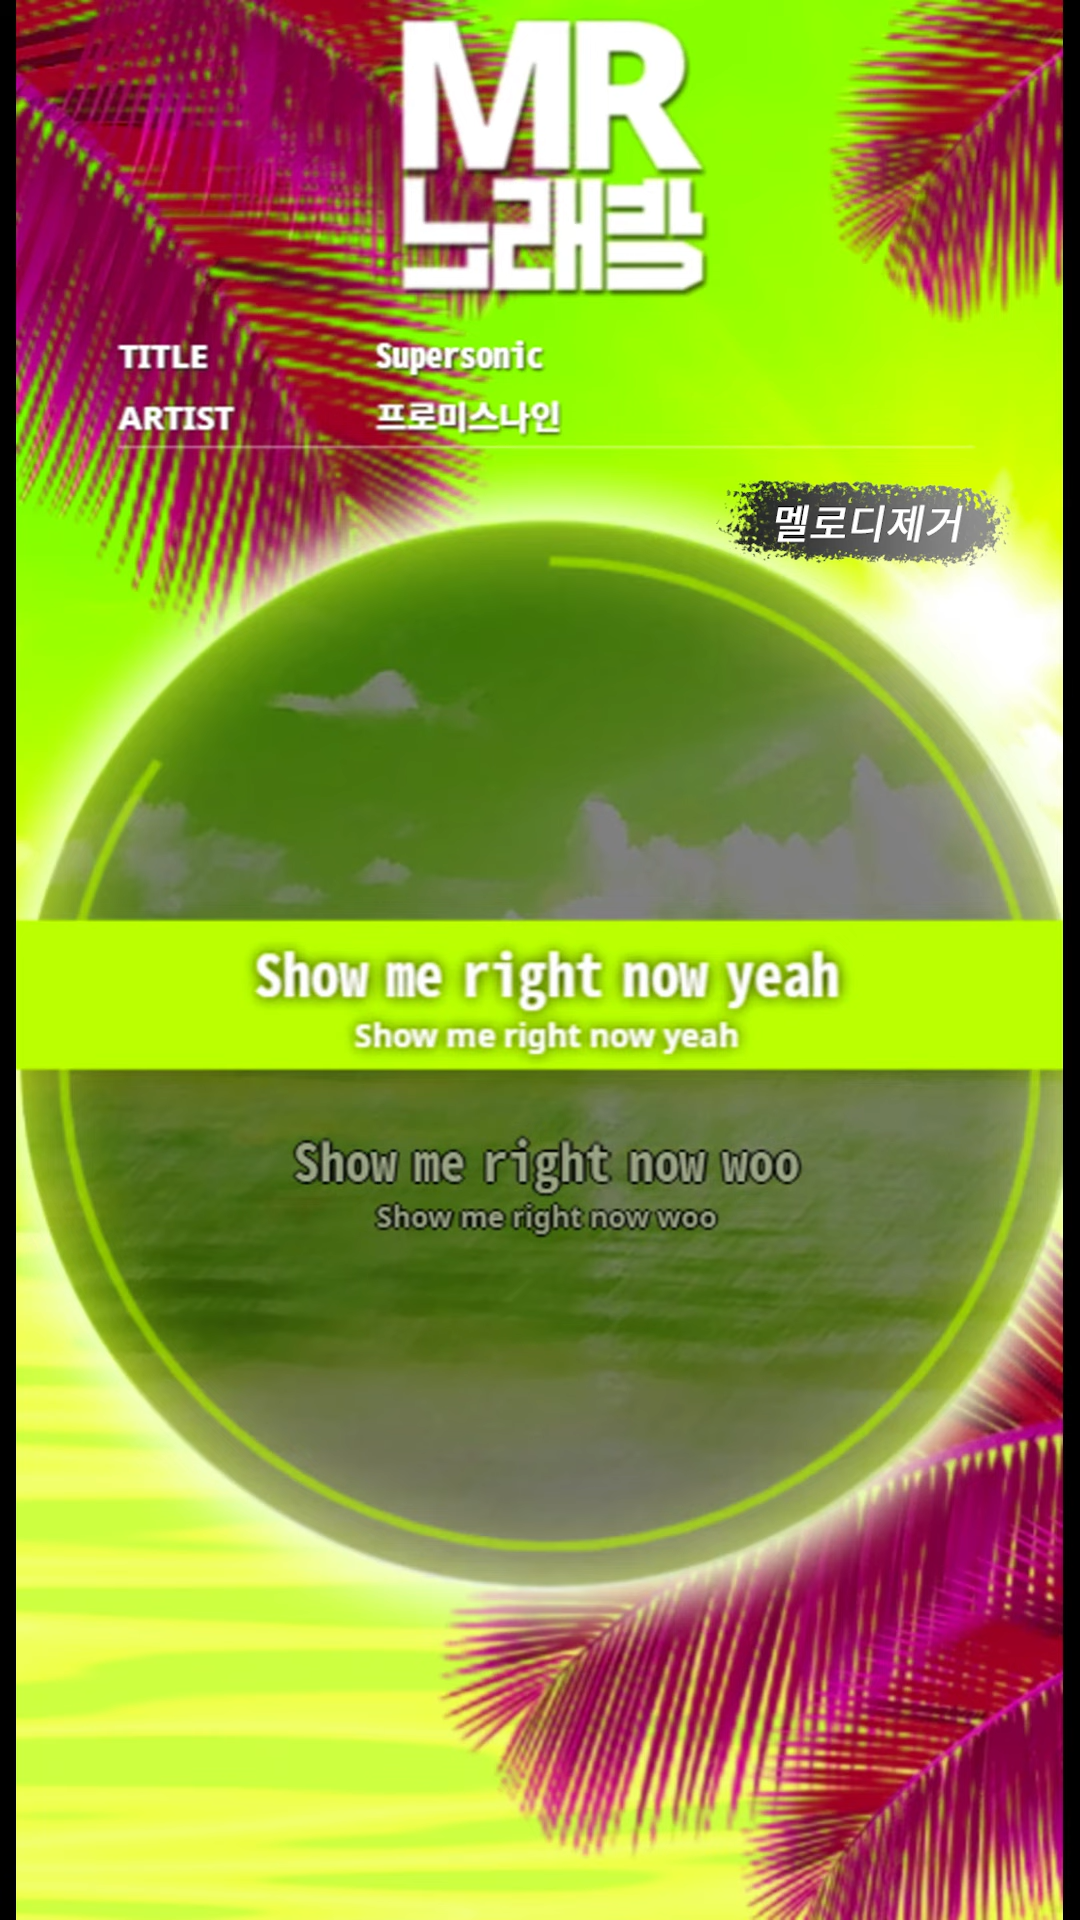 MR
노래방
TITLE Supersonic
ARTIST 프로미스나인
멜로디제거
Show me right now yeah
Show me right now yeah
Show me right now woo
Show me right now woo